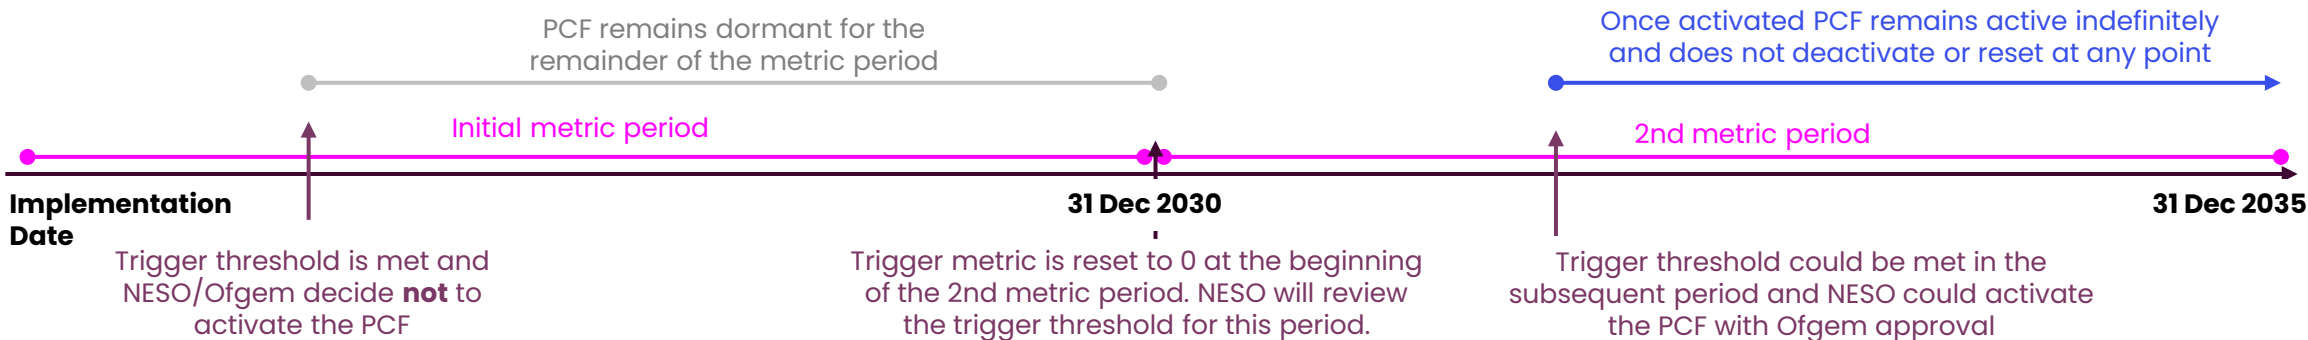 PCF remains dormant for the
remainder of the metric period
Once activated PCF remains active indefinitely
and does not deactivate or reset at any point
Initial metric period
2nd metric period
Implementation
Date
31 Dec 2030
31 Dec 2035
Trigger threshold is met and
NESO/Ofgem decide not to
activate the PCF
Trigger metric is reset to 0 at the beginning
of the 2nd metric period. NESO will review
the trigger threshold for this period.
Trigger threshold could be met in the
subsequent period and NESO could activate
the PCF with Ofgem approval